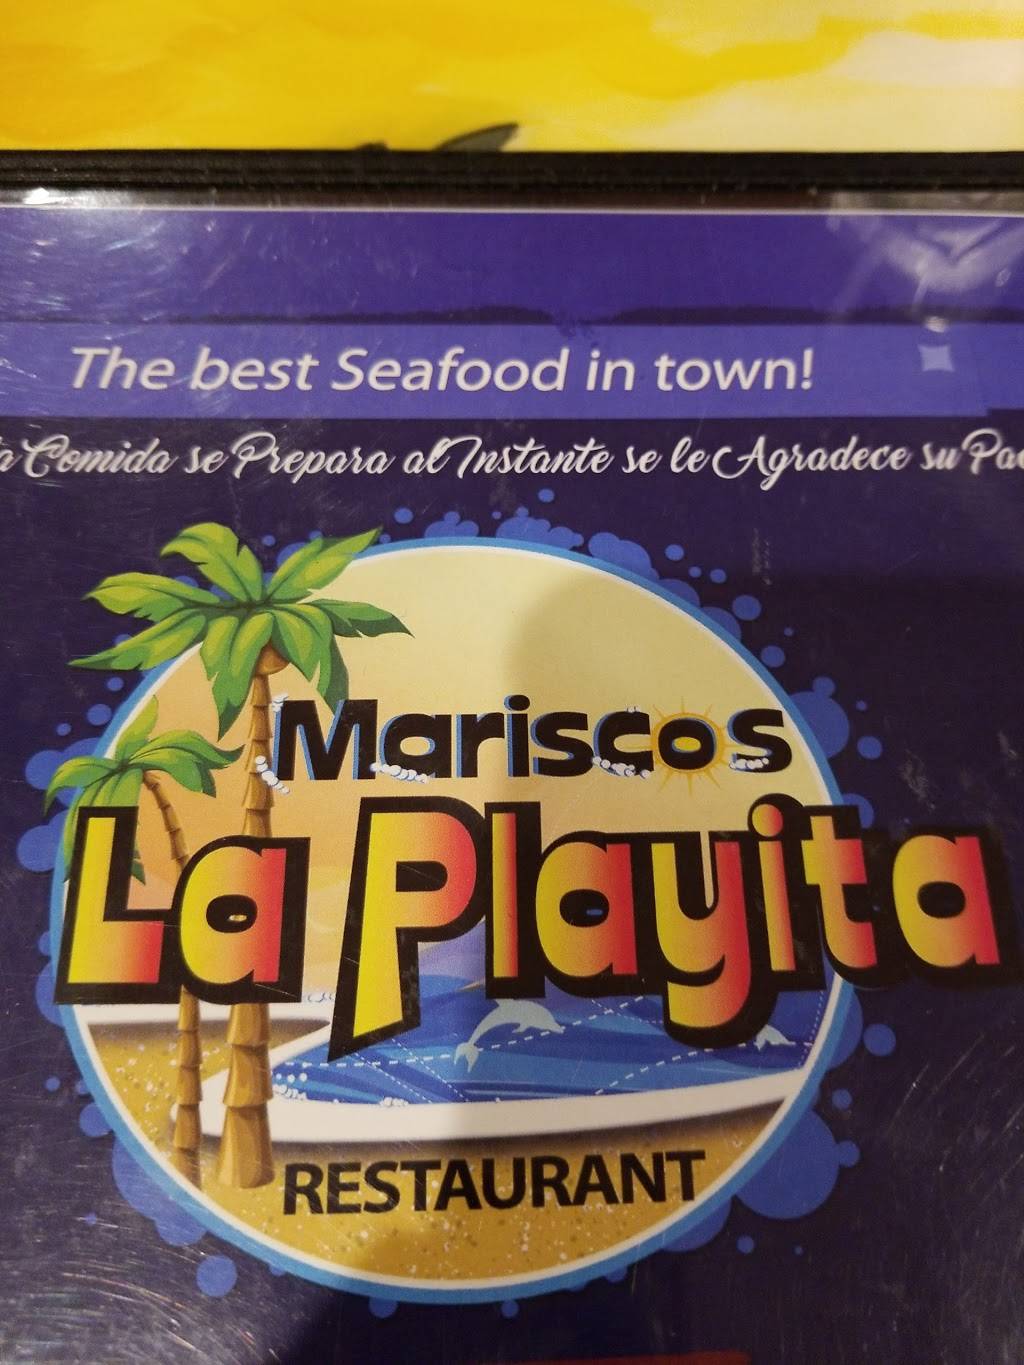 The best Seafood in town!
Comida se Prepara al Instante se le Agradece su
Mariscos
La Playita
RESTAURANT